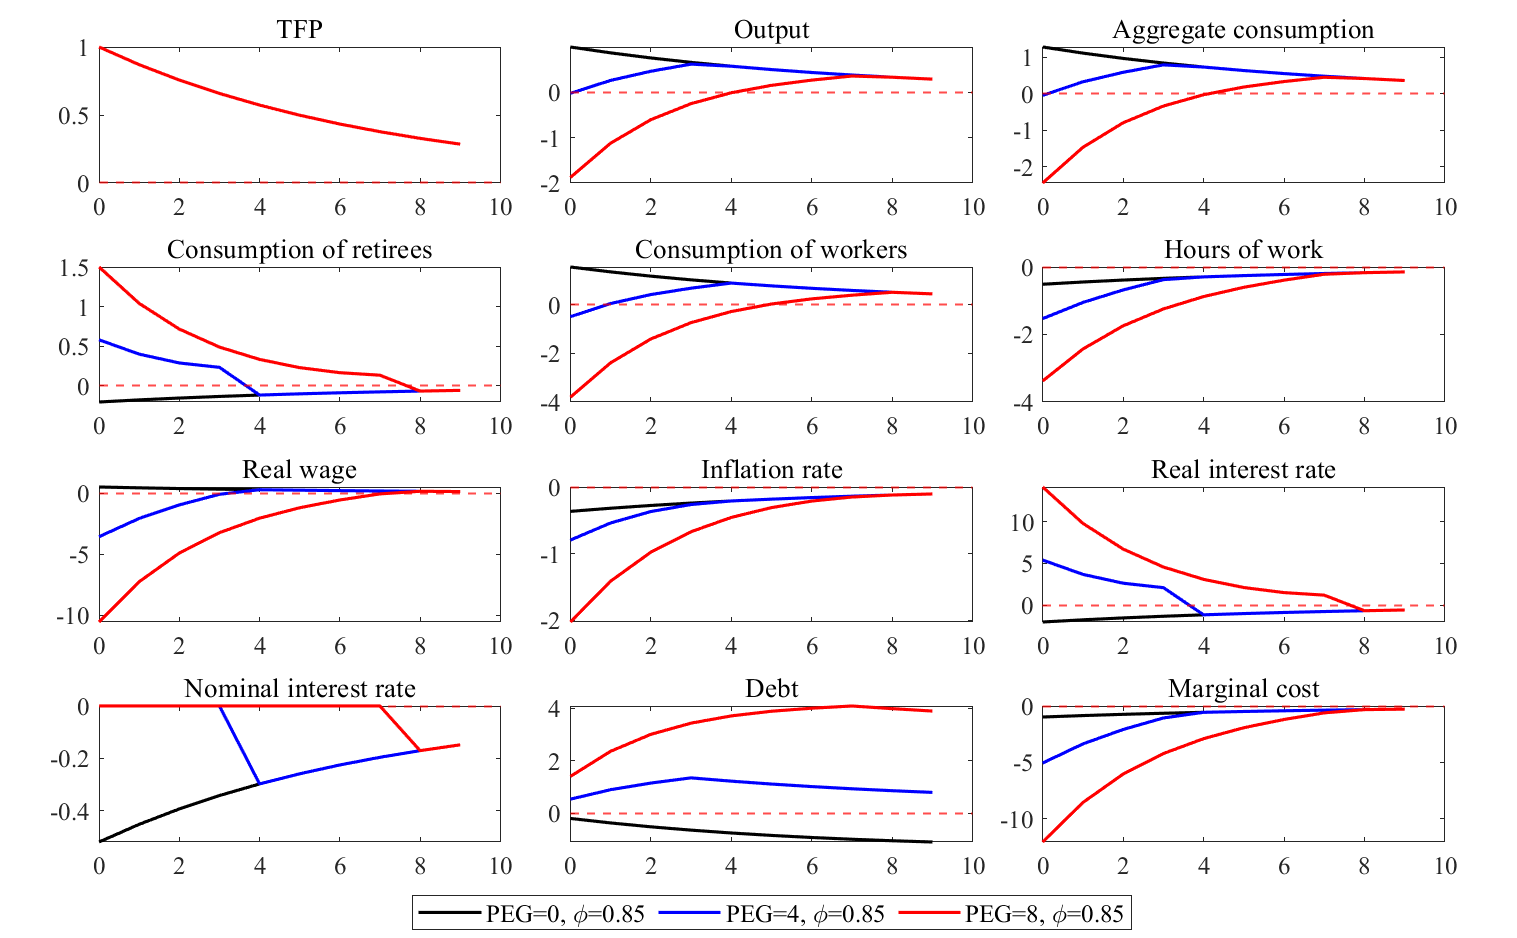 TFP
1
0.5
0
0 2 4 6 8 10
Output
0
-1
-2
0 2 4 6 8 10
Aggregate consumption
1
0
-1
-2
0 2 4 6 8 10
Consumption of retirees
1.5
1
0.5
0
0 2 4 6 8 10
Consumption of workers
0
-2
-4
0 2 4 6 8 10
Hours of work
0
-2
-4
0 2 4 6 8 10
Real wage
0
-5
-10
0 2 4 6 8 10
Inflation rate
0
-1
-2
0 2 4 6 8 10
Real interest rate
10
5
0
0 2 4 6 8 10
Nominal interest rate
0
-0.2
-0.4
0 2 4 6 8 10
Debt
4
2
0
0 2 4 6 8 10
Marginal cost
0
-5
-10
0 2 4 6 8 10
PEG=0, ϕ=0.85 PEG=4, ϕ=0.85 PEG=8, ϕ=0.85